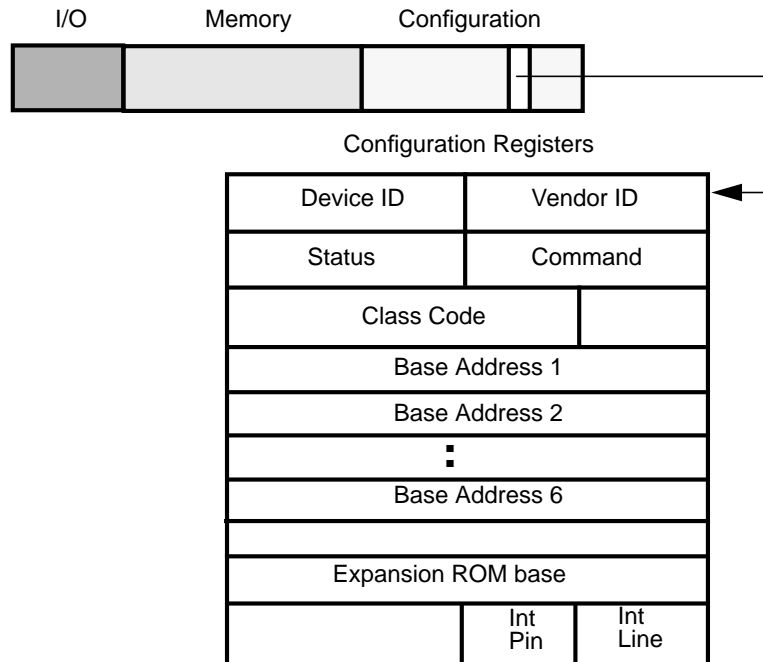 I/O Memory Configuration
Configuration Registers
Device ID Vendor ID
Status Command
Class Code
Base Address 1
Base Address 2
:
Base Address 6
Expansion ROM base
Int Pin Int Line